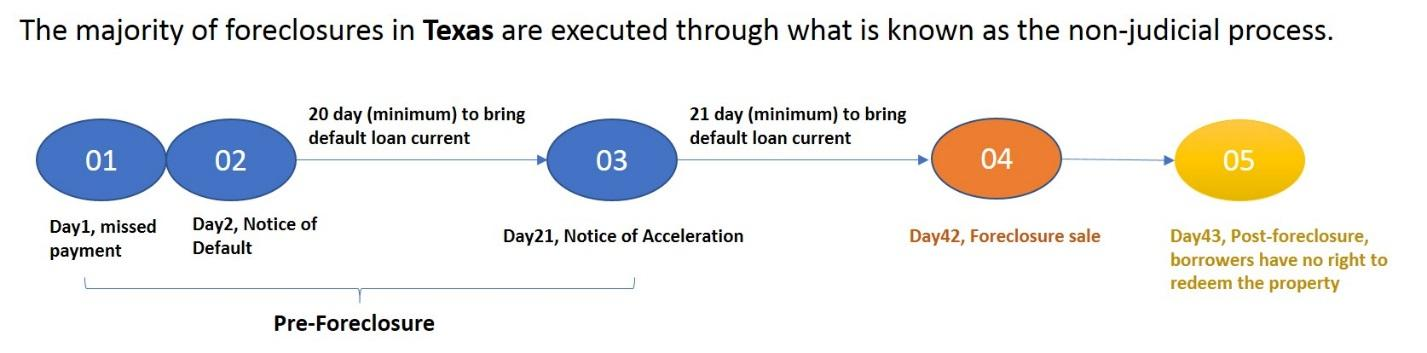 The majority of foreclosures in Texas are executed through what is known as the non-judicial process.
20 day (minimum) to bring
default loan current
21 day (minimum) to bring
default loan current
01
02
03
04
05
Day1, missed
payment
Day2, Notice of
Default
Day21, Notice of Acceleration
Day42, Foreclosure sale
Day43, Post-foreclosure,
borrowers have no right to
redeem the property
Pre-Foreclosure